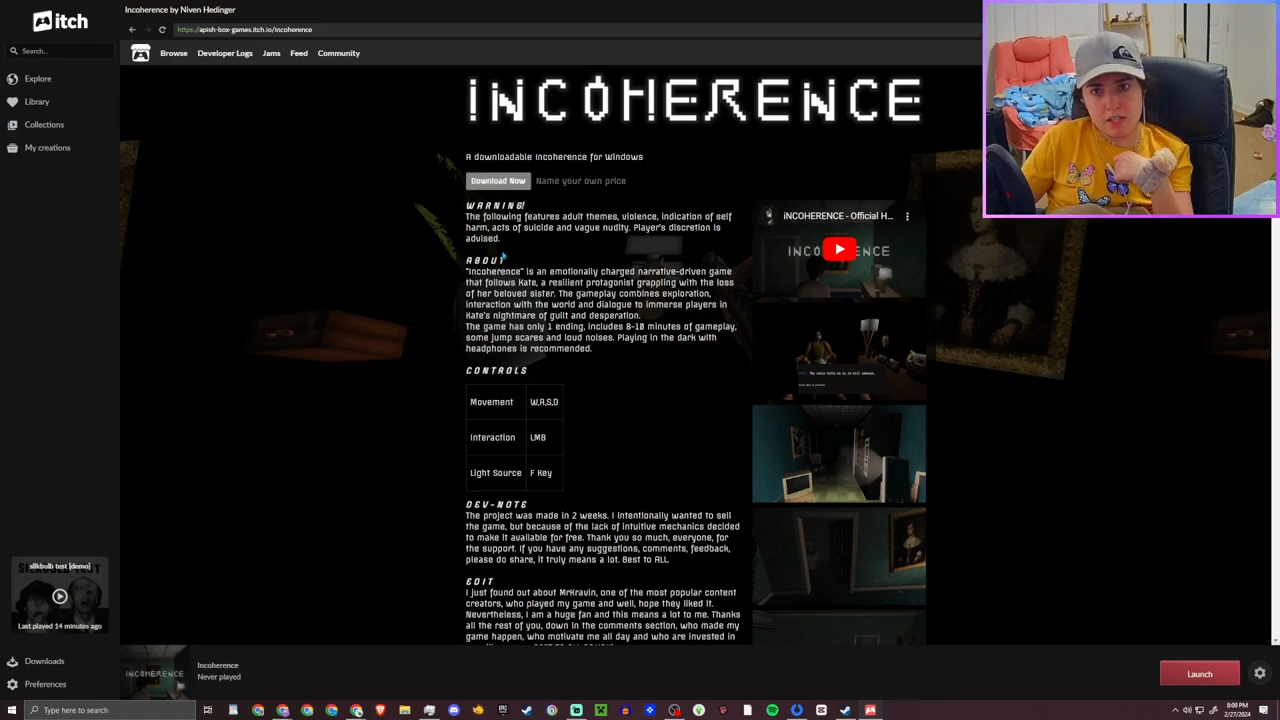 Incoherence by Niven Hedinger
itch
https://apish-box-games.itch.io/incoherence
Search...
Browse
Developer Logs
Jams
Feed
Community
Explore
Library
Collections
My creations
INCOHERENCE
A downloadable Incoherence for Windows
Download Now Name your own price
WARNING!
The following features adult themes, violence, indication of self
harm, acts of suicide and vague nudity. Player's discretion is
advised.
ABOUT
"Incoherence" is an emotionally charged narrative-driven game
that follows Kate, a resilient protagonist grappling with the loss
of her beloved sister. The gameplay combines exploration,
interaction with the world and dialogue to immerse players in
Kate's nightmare of guilt and desperation.
The game has only 1 ending, includes 8-10 minutes of gameplay,
some jump scares and loud noises. Playing in the dark with
headphones is recommended.
CONTROLS
Movement W,A,S,D
Interaction LMB
Light Source F Key
DEV-NOTE
The project was made in 2 weeks. I intentionally wanted to sell
the game, but because of the lack of intuitive mechanics decided
to make it available for free. Thank you so much, everyone, for
the support. If you have any suggestions, comments, feedback,
please do share, it truly means a lot. Best to ALL.
EDIT
I just found out about MrKravin, one of the most popular content
creators, who played my game and well, hope they liked it.
Nevertheless, I am a huge fan and this means a lot to me. Thanks
all the rest of you, down in the comments section, who made my
game happen, who motivate me all day and who are invested in
iNCOHERENCE - Official H...
silkbulb test [demo]
Last played 14 minutes ago
Downloads
Preferences
INCOHERENCE
Incoherence
Never played
Launch
Type here to search
8:09 PM
2/27/2024